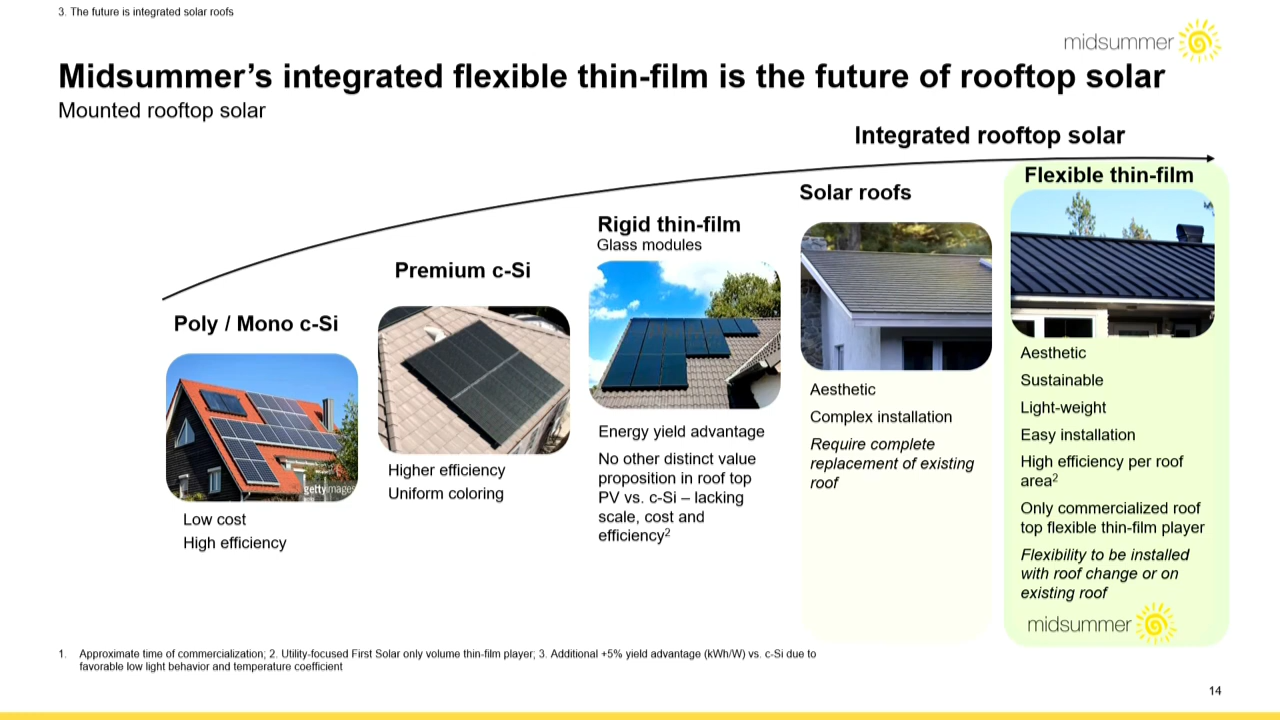 3. The future is integrated solar roofs
midsummer
Midsummer’s integrated flexible thin-film is the future of rooftop solar
Mounted rooftop solar
Integrated rooftop solar
Poly / Mono c-Si
gettyimages
Low cost
High efficiency
Premium c-Si
Higher efficiency
Uniform coloring
Rigid thin-film
Glass modules
Energy yield advantage
No other distinct value
proposition in roof top
PV vs. c-Si – lacking
scale, cost and
efficiency2
Solar roofs
Aesthetic
Complex installation
Require complete
replacement of existing
roof
Flexible thin-film
Aesthetic
Sustainable
Light-weight
Easy installation
High efficiency per roof
area2
Only commercialized roof
top flexible thin-film player
Flexibility to be installed
with roof change or on
existing roof
midsummer
1. Approximate time of commercialization; 2. Utility-focused First Solar only volume thin-film player; 3. Additional +5% yield advantage (kWh/W) vs. c-Si due to
favorable low light behavior and temperature coefficient
14